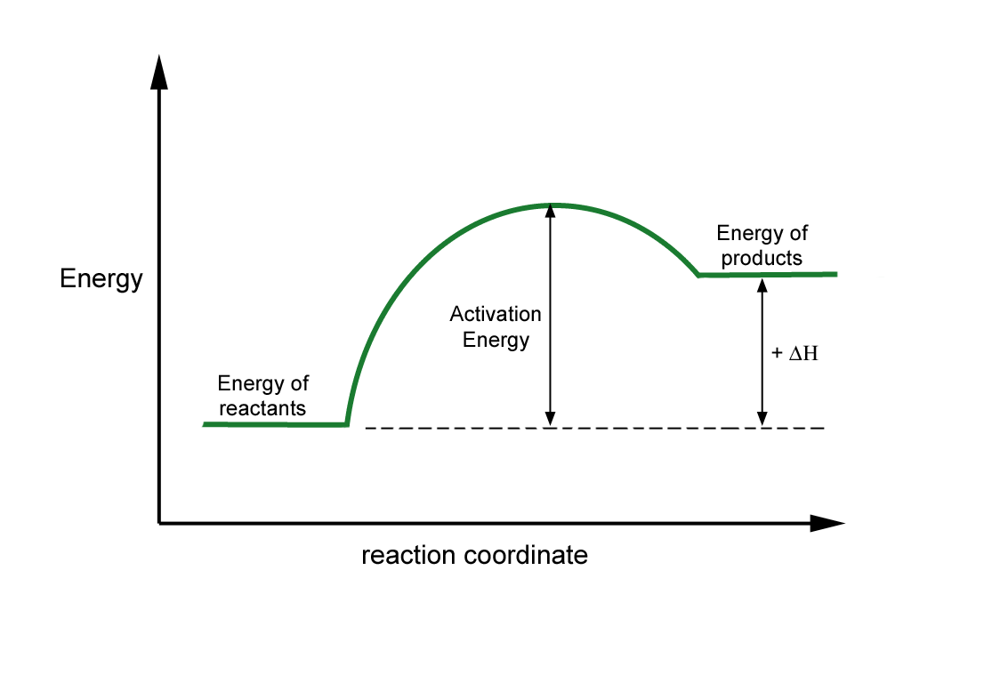 Energy of
products
Energy
Activation
Energy
+ ΔH
Energy of
reactants
reaction coordinate